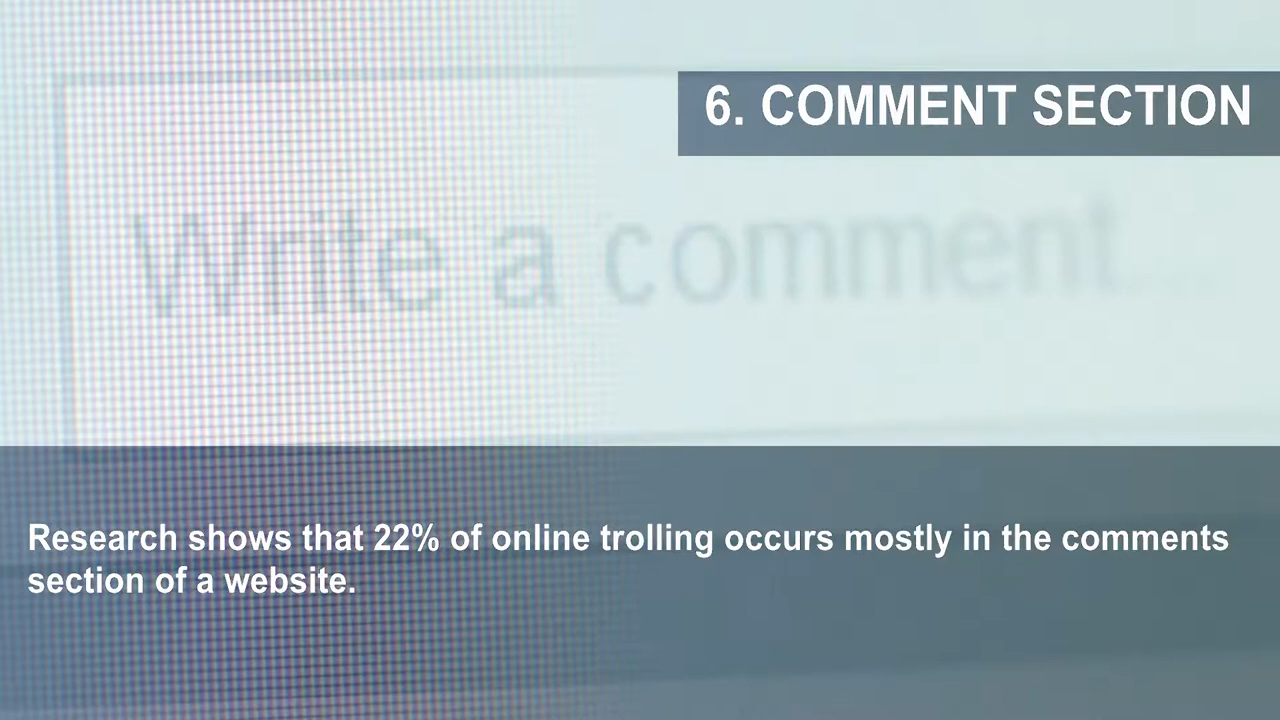 6. COMMENT SECTION
Write a comment...
Research shows that 22% of online trolling occurs mostly in the comments
section of a website.